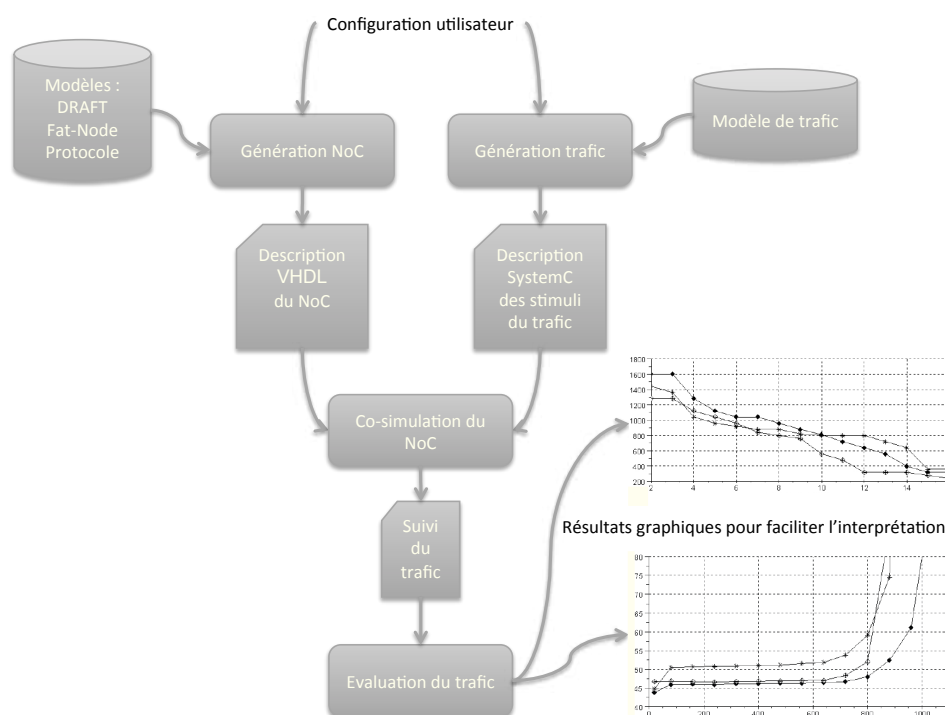 Configuration utilisateur
Modèles :
DRAFT
Fat-Node
Protocole
Génération NoC
Génération trafic
Modèle de trafic
Description
VHDL
du NoC
Description
SystemC
des stimuli
du trafic
Co-simulation du
NoC
Suivi
du
trafic
Evaluation du trafic
1800
1600
1400
1200
1000
800
600
400
200
2 4 6 8 10 12 14
Résultats graphiques pour faciliter l'interprétation
80
75
70
65
60
55
50
45
40
0 200 400 600 800 1000